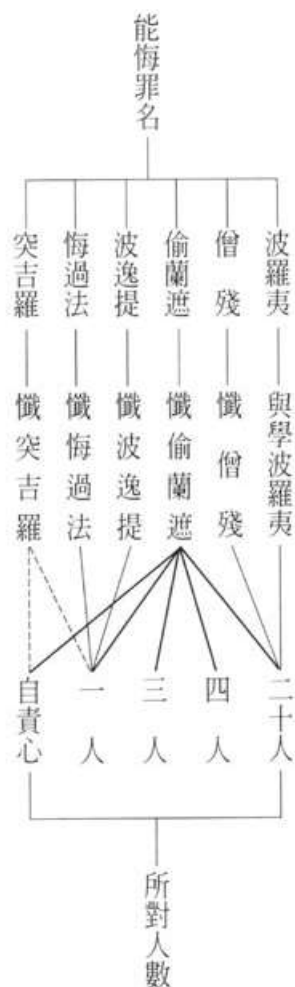 能悔罪名
波羅夷
僧殘
偷蘭遮
波逸提
悔過法
突吉羅
與學波羅夷
懺僧殘
懺偷蘭遮
懺波逸提
懺悔過法
懺突吉羅
二十人
四人
三人
一人
自責心
所對人數